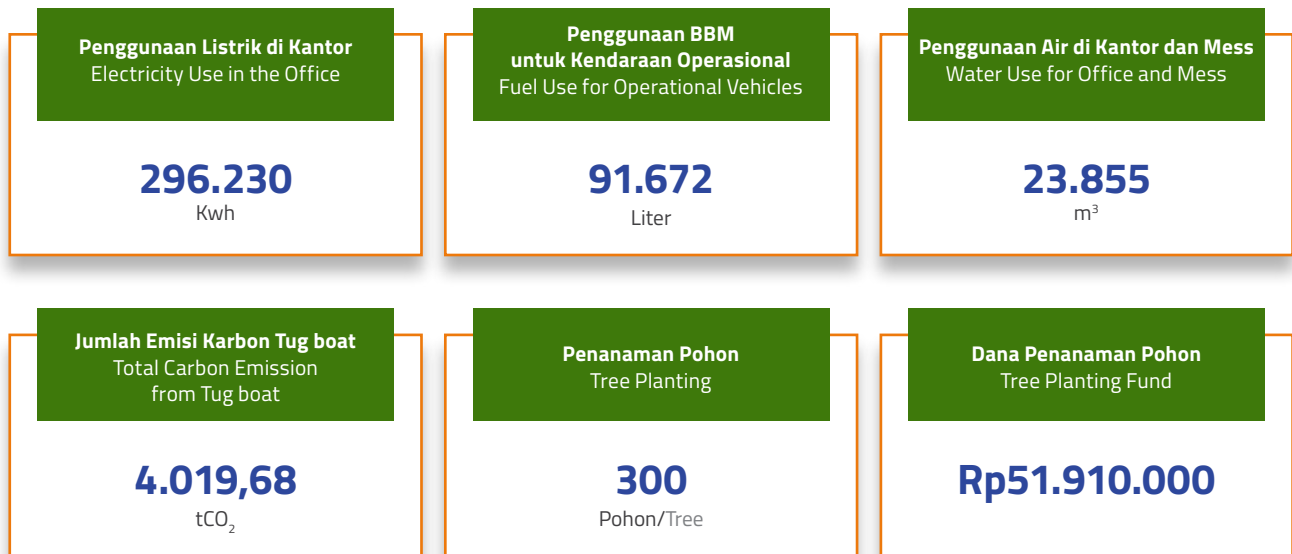 Penggunaan Listrik di Kantor
Electricity Use in the Office
296.230
Kwh
Penggunaan BBM
untuk Kendaraan Operasional
Fuel Use for Operational Vehicles
91.672
Liter
Penggunaan Air di Kantor dan Mess
Water Use for Office and Mess
23.855
m³
Jumlah Emisi Karbon Tug boat
Total Carbon Emission
from Tug boat
4.019,68
tCO₂
Penanaman Pohon
Tree Planting
300
Pohon/Tree
Dana Penanaman Pohon
Tree Planting Fund
Rp51.910.000